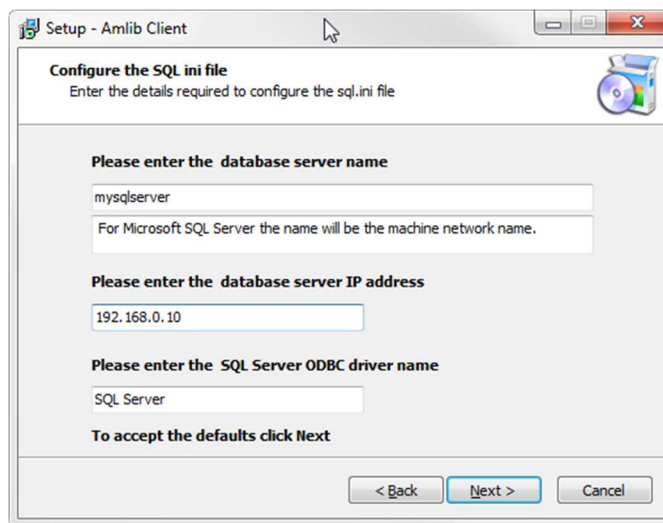 Setup - Amlib Client
Configure the SQL ini file
Enter the details required to configure the sql.ini file
Please enter the  database server name
mysqlserver
For Microsoft SQL Server the name will be the machine network name.
Please enter the  database server IP address
192.168.0.10
Please enter the  SQL Server ODBC driver name
SQL Server
To accept the defaults click Next
< Back
Next >
Cancel